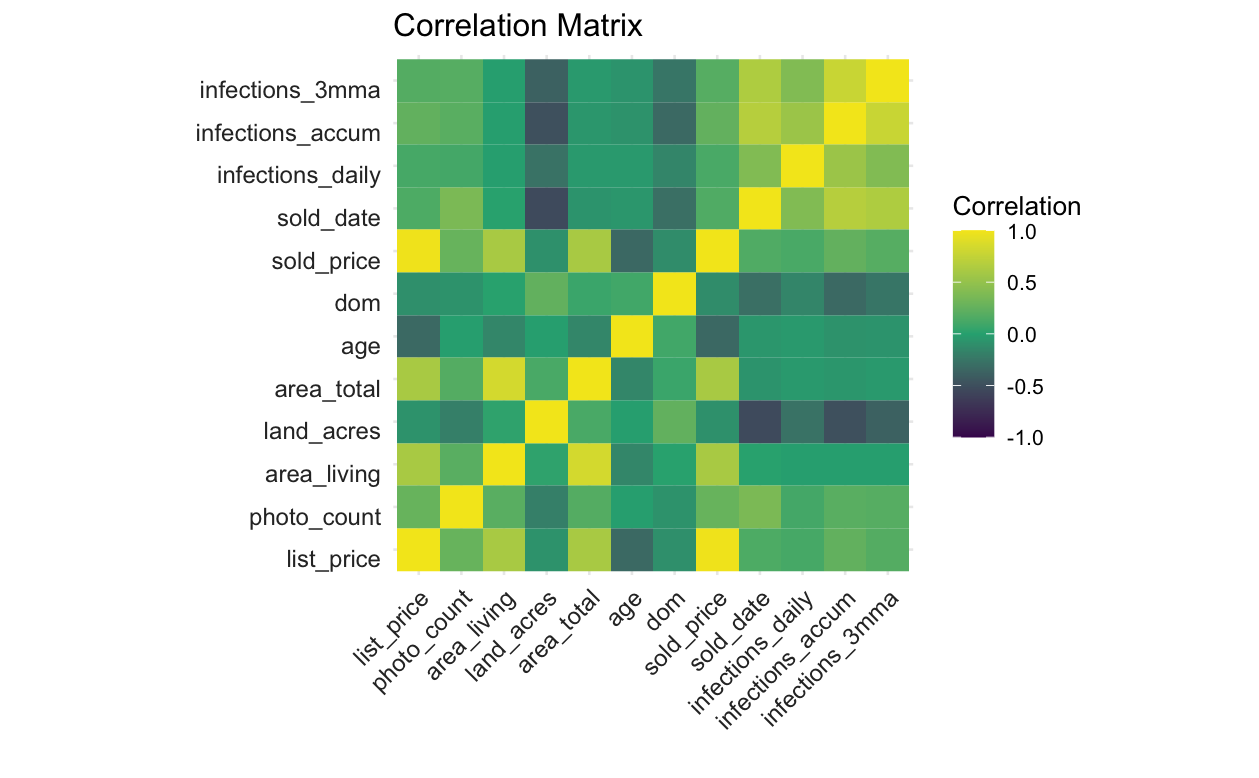 Correlation Matrix
infections_3mma
infections_accum
infections_daily
sold_date
sold_price
dom
age
area_total
land_acres
area_living
photo_count
list_price
list_price
photo_count
area_living
land_acres
area_total
age
dom
sold_price
sold_date
infections_daily
infections_accum
infections_3mma
Correlation
1.0
0.5
0.0
-0.5
-1.0